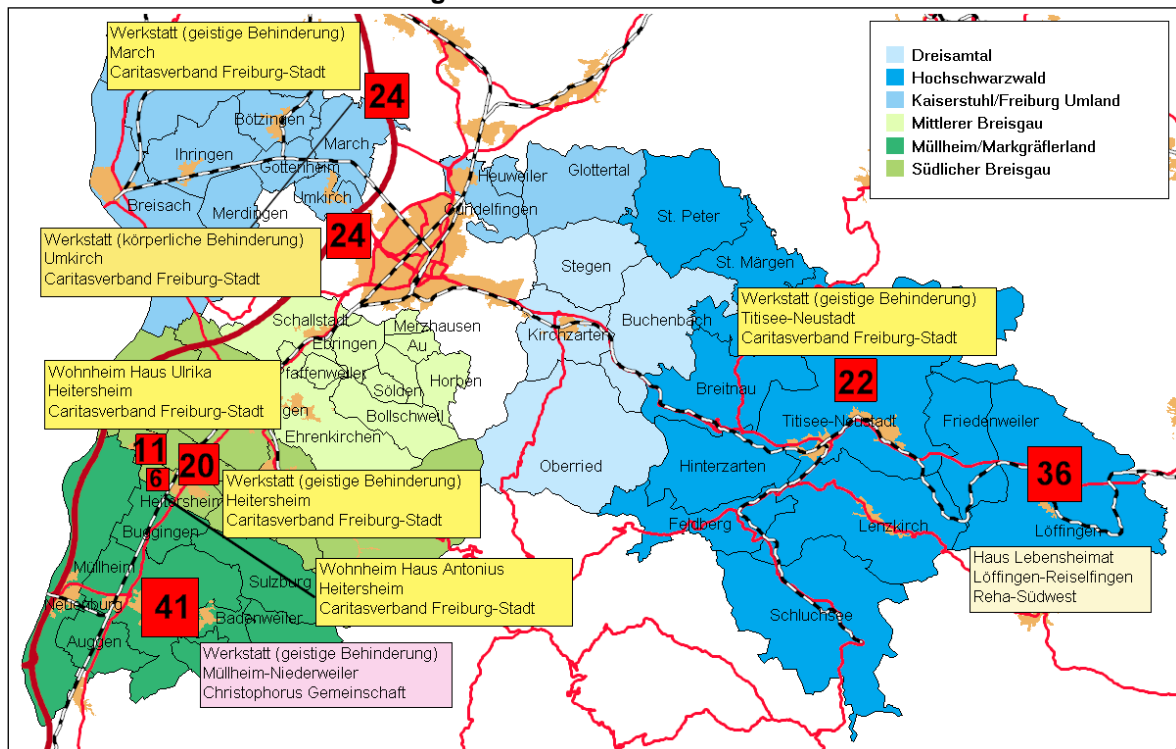 Werkstatt (geistige Behinderung)
March
Caritasverband Freiburg-Stadt
24
Dreisamtal
Hochschwarzwald
Kaiserstuhl/Freiburg Umland
Mittlerer Breisgau
Müllheim/Markgräflerland
Südlicher Breisgau
Bötzingen
March
Ihringen
Gottenheim
Umkirch
Breisach
Merdingen
Heuweiler
Glottertal
Gundelfingen
St. Peter
24
Werkstatt (körperliche Behinderung)
Umkirch
Caritasverband Freiburg-Stadt
Stegen
St. Märgen
Schallstadt
Merzhausen
Au
Ebringen
Kirchzarten
Buchenbach
Werkstatt (geistige Behinderung)
Titisee-Neustadt
Caritasverband Freiburg-Stadt
Wohnheim Haus Ulrika
Heitersheim
Caritasverband Freiburg-Stadt
Pfaffenweiler
Horben
Sölden
Bollschweil
Ehrenkirchen
Breitnau
22
Titisee-Neustadt
Friedenweiler
11
20
6
Heitersheim
Werkstatt (geistige Behinderung)
Heitersheim
Caritasverband Freiburg-Stadt
Oberried
Hinterzarten
36
Feldberg
Lenzkirch
Löffingen
Buggingen
Müllheim
Sulzburg
Wohnheim Haus Antonius
Heitersheim
Caritasverband Freiburg-Stadt
Haus Lebensheimat
Löffingen-Reiselfingen
Reha-Südwest
Neuenburg
41
Badenweiler
Schluchsee
Auggen
Werkstatt (geistige Behinderung)
Müllheim-Niederweiler
Christophorus Gemeinschaft